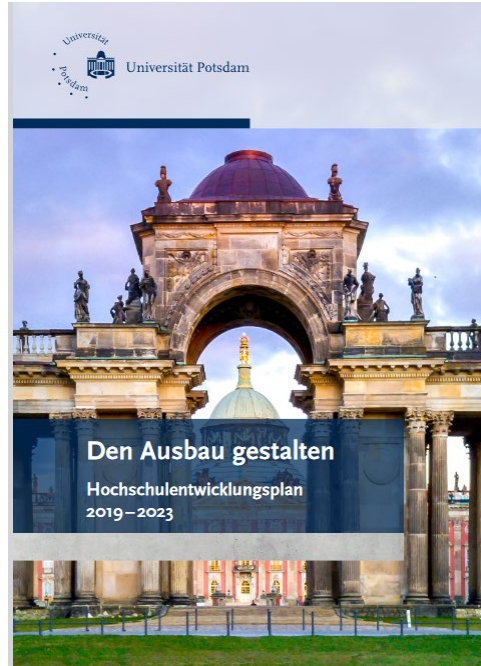 Universität
Potsdam
Universität Potsdam
Den Ausbau gestalten
Hochschulentwicklungsplan
2019–2023